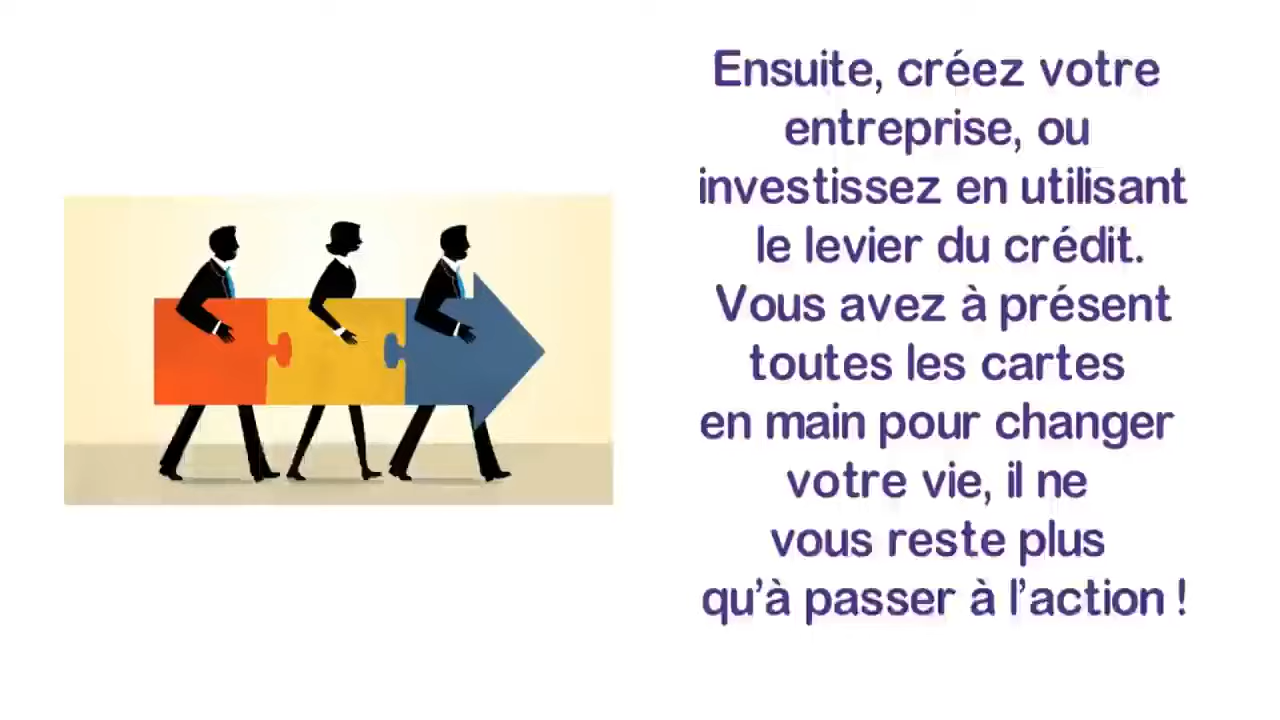 Ensuite, créez votre
entreprise, ou
investissez en utilisant
le levier du crédit.
Vous avez à présent
toutes les cartes
en main pour changer
votre vie, il ne
vous reste plus
qu’à passer à l’action !